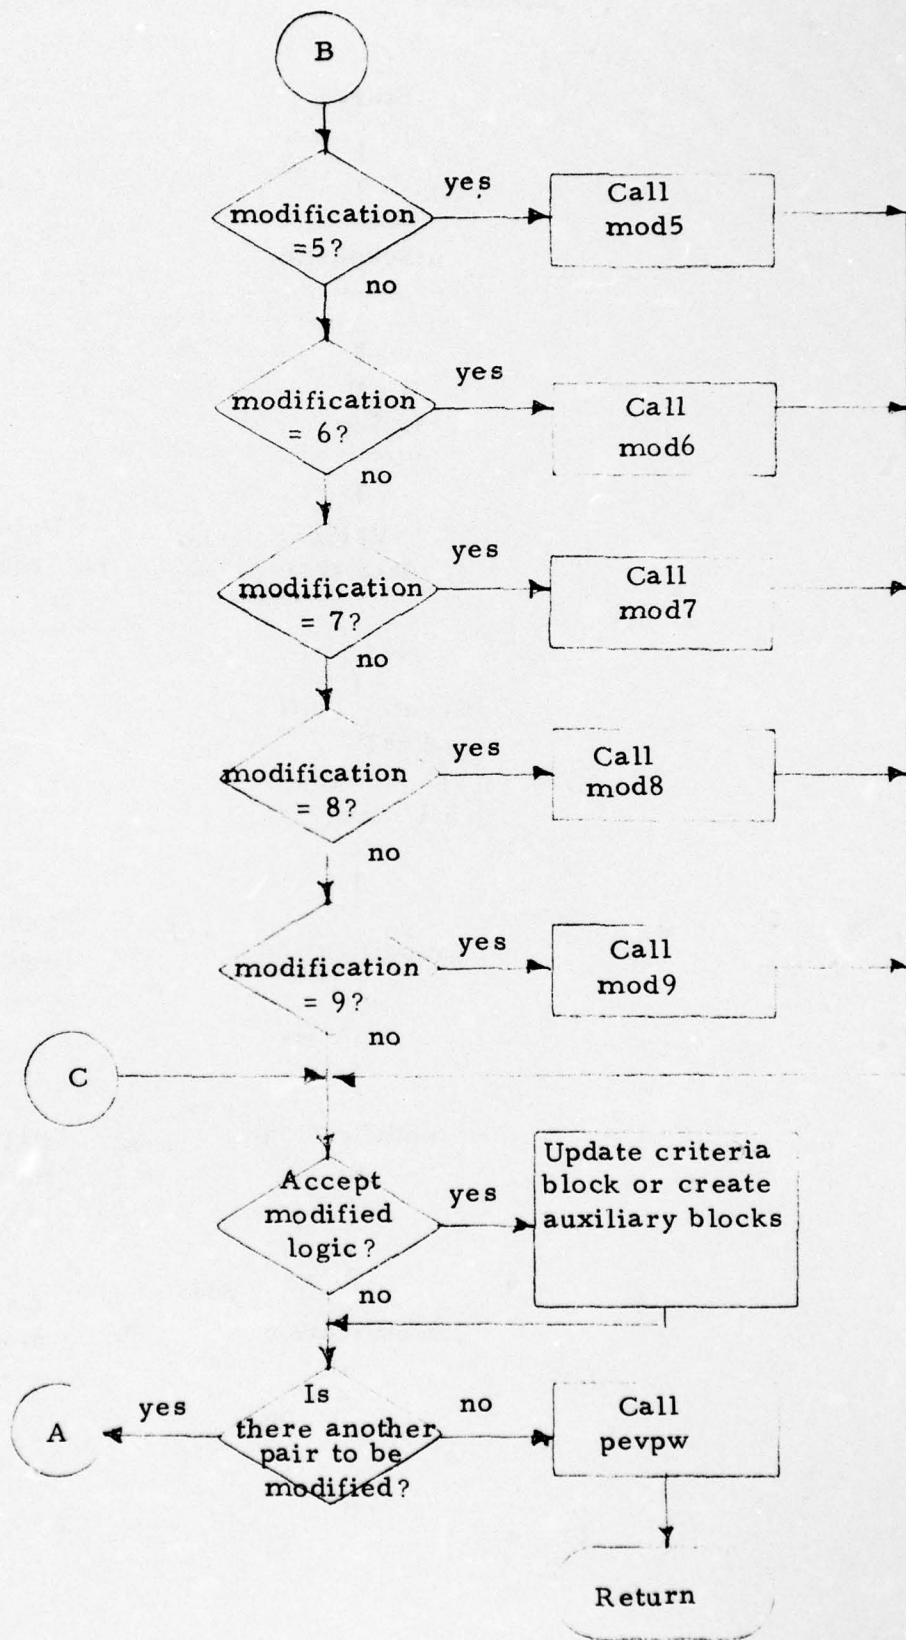 B
modification
=5?
yes
Call
mod5
no
modification
= 6?
yes
Call
mod6
no
modification
= 7?
yes
Call
mod7
no
modification
= 8?
yes
Call
mod8
no
modification
= 9?
yes
Call
mod9
no
C
Accept
modified
logic?
yes
Update criteria
block or create
auxiliary blocks
no
Is
there another
pair to be
modified?
yes
A
no
Call
pevpw
Return